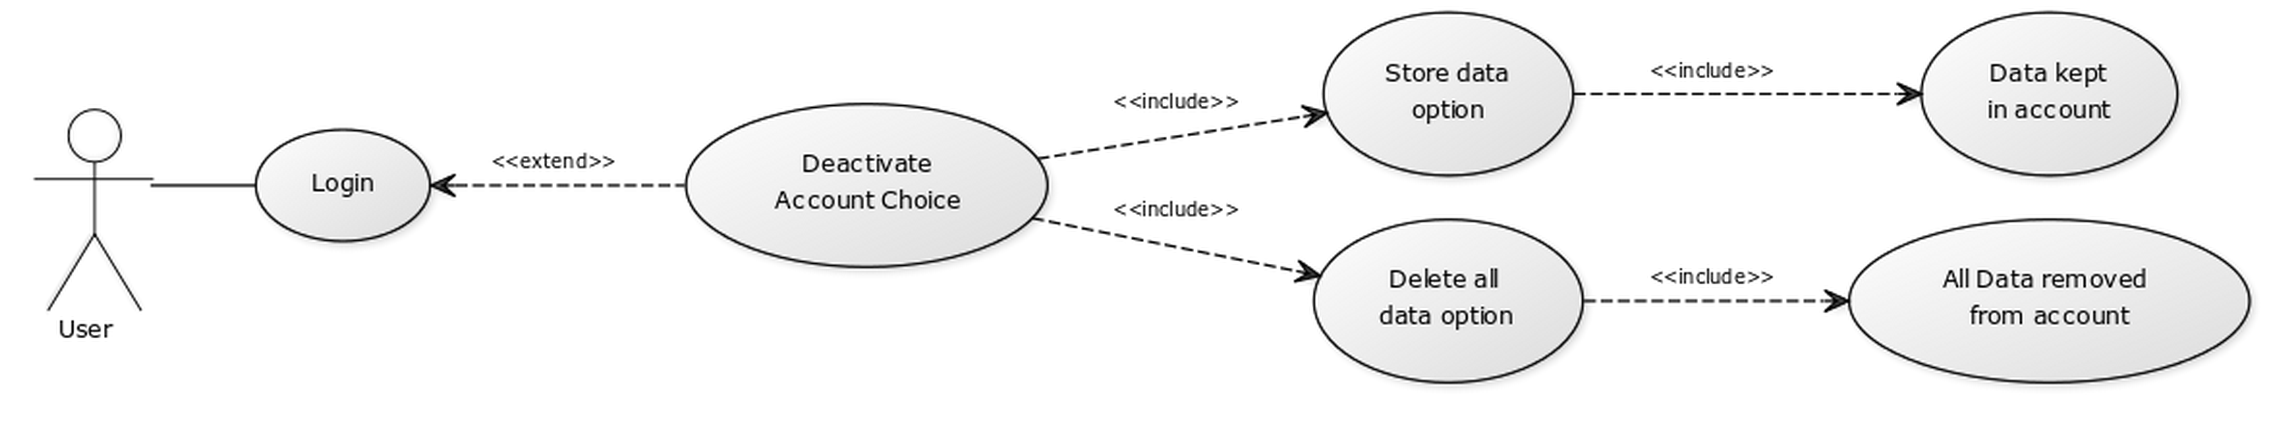 User
Login
<<extend>>
Deactivate
Account Choice
<<include>>
<<include>>
Store data
option
<<include>>
Data kept
in account
Delete all
data option
<<include>>
All Data removed
from account